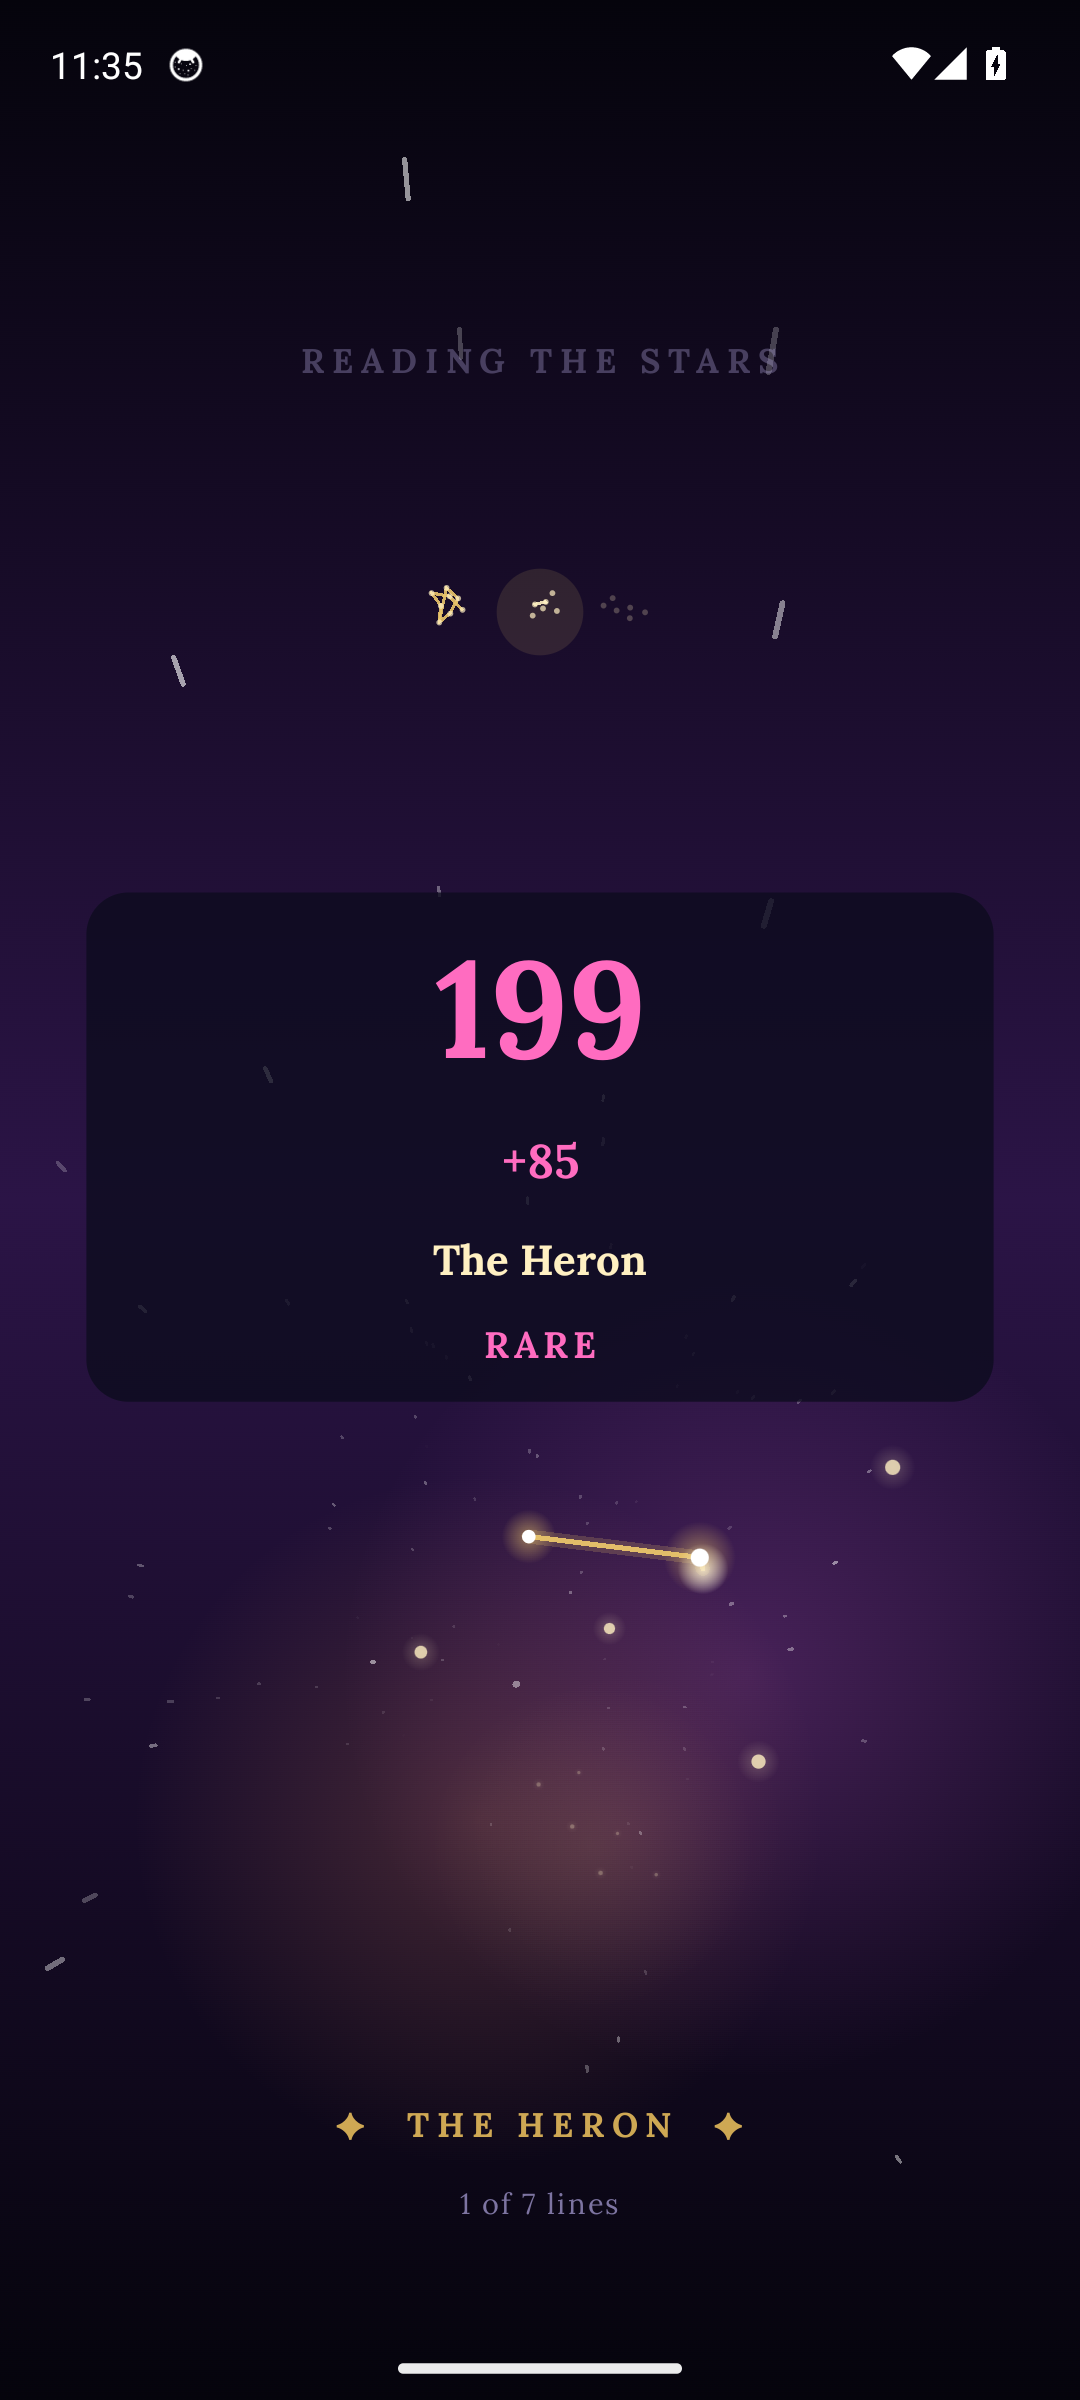 11:35
READING THE STARS
199
+85
The Heron
RARE
THE HERON
1 of 7 lines